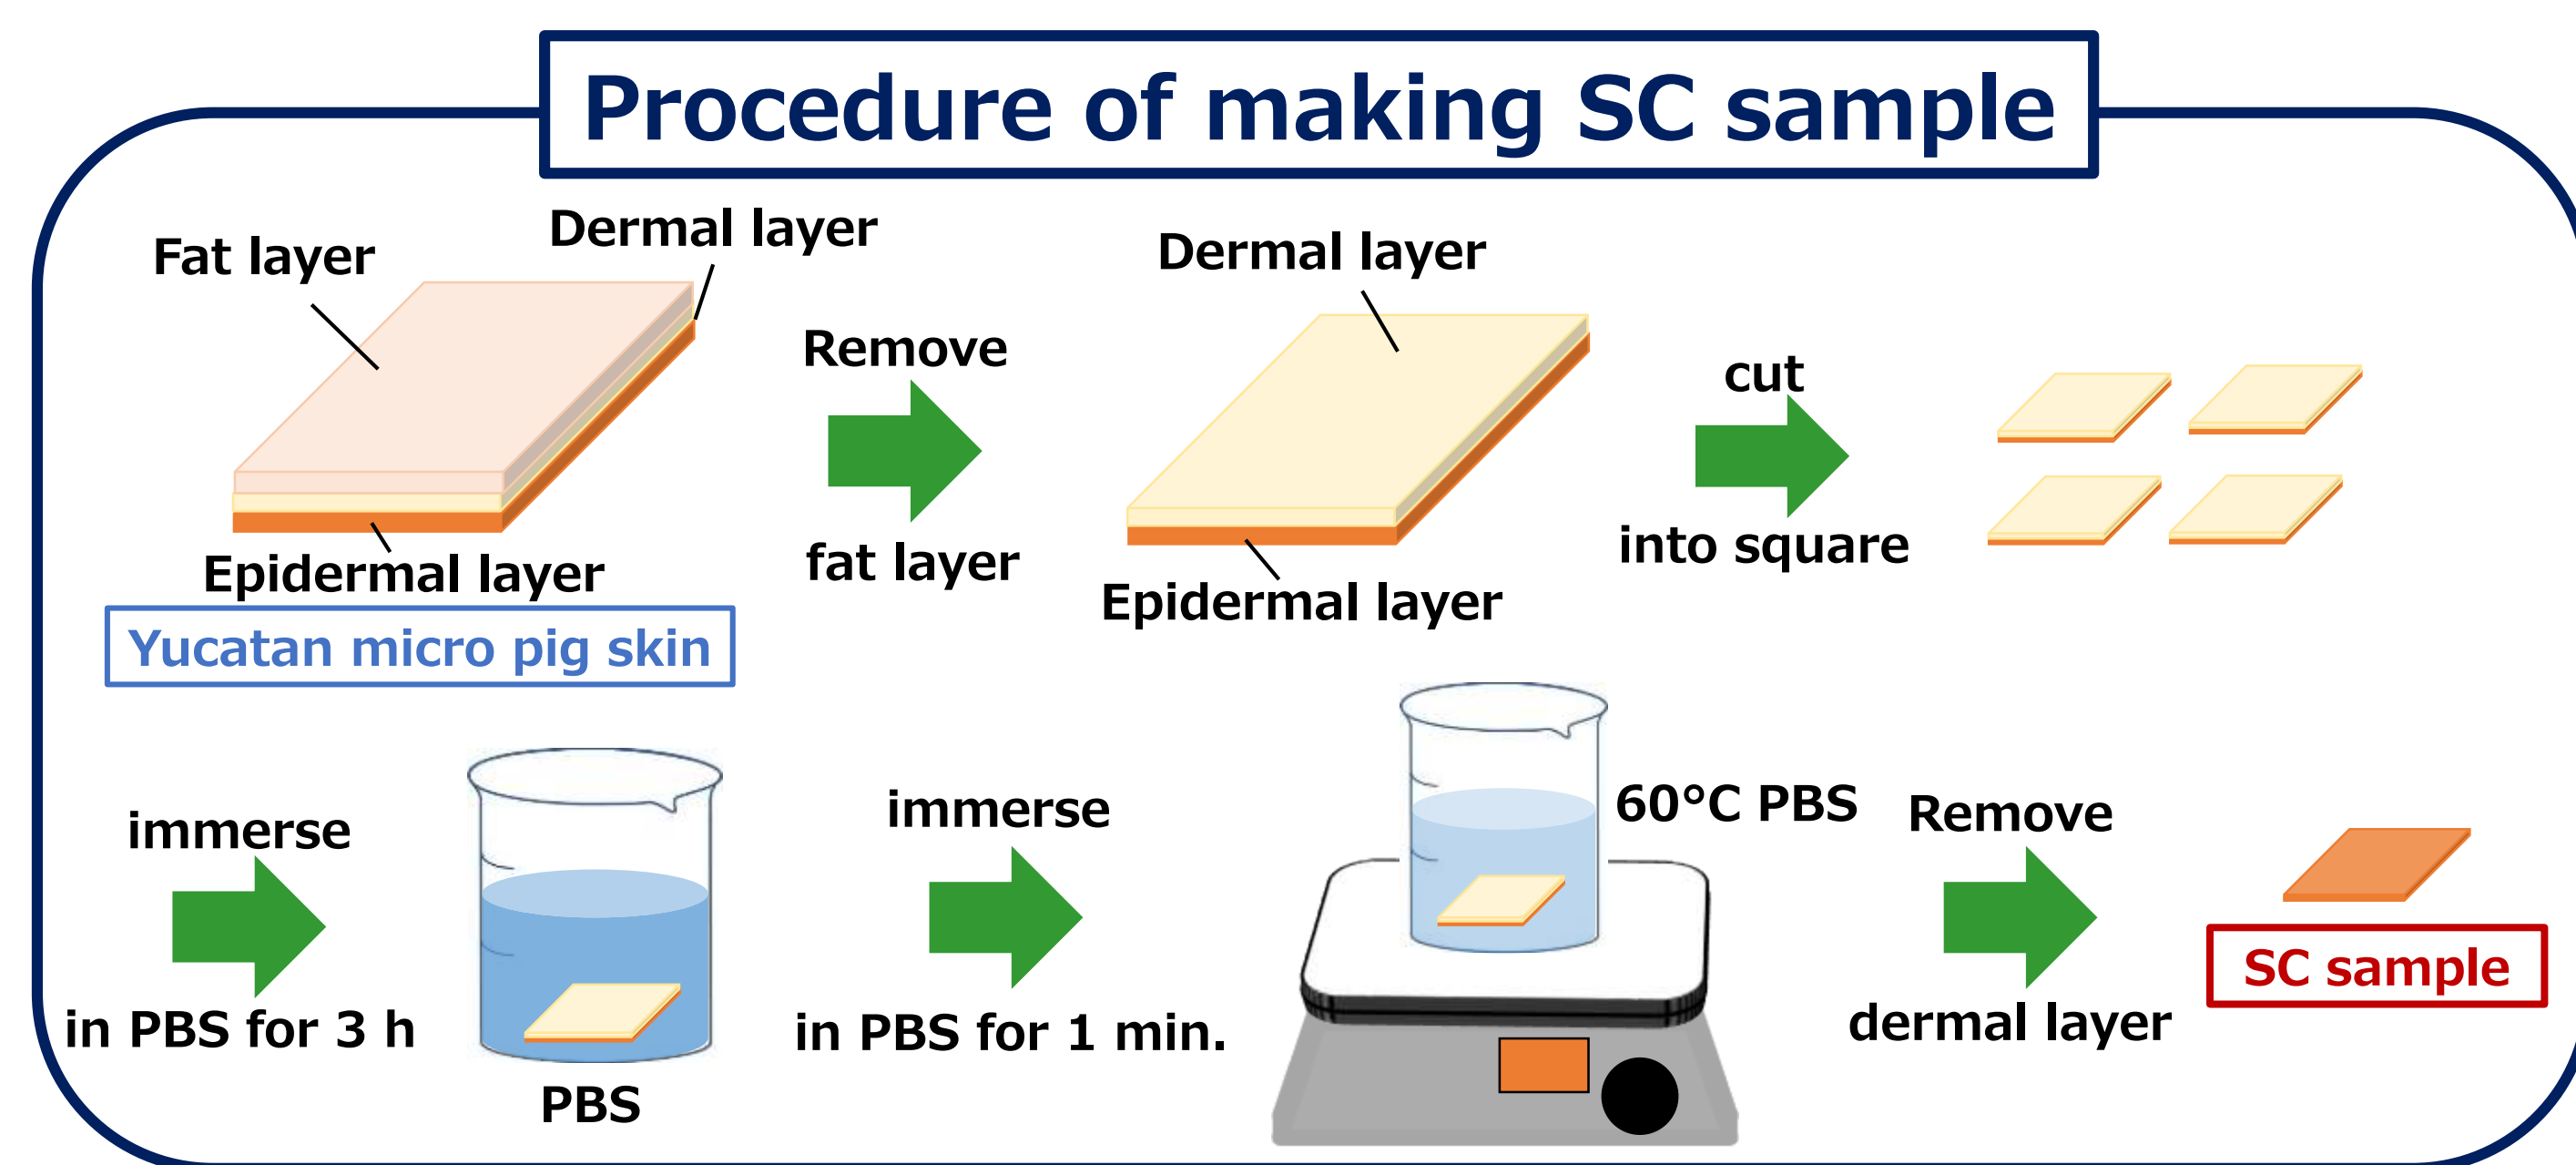 Procedure of making SC sample
Fat layer
Dermal layer
Epidermal layer
Yucatan micro pig skin
Remove
fat layer
Dermal layer
Epidermal layer
cut
into square
immerse
in PBS for 3 h
PBS
immerse
in PBS for 1 min.
60°C PBS
Remove
dermal layer
SC sample